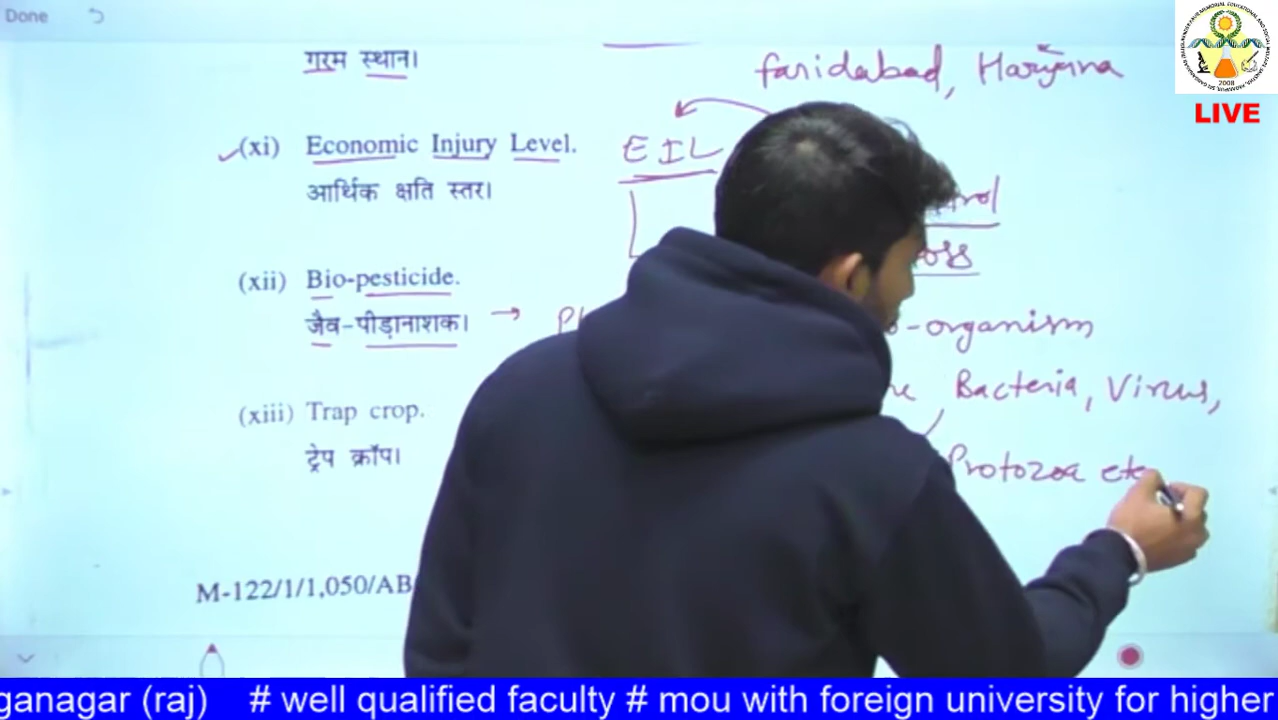 Done
गरम स्थान।
faridabad, Haryana
LIVE
2008
(xi) Economic Injury Level. EIL
आर्थिक क्षति स्तर।
(xii) Bio-pesticide.
जैव-पीड़ानाशक। → -organism,
Bacteria, Virus,
(xiii) Trap crop.
ट्रेप क्रॉप। Protozoa etc
M-122/1/1,050/AB
ganagar (raj) # well qualified faculty # mou with foreign university for higher